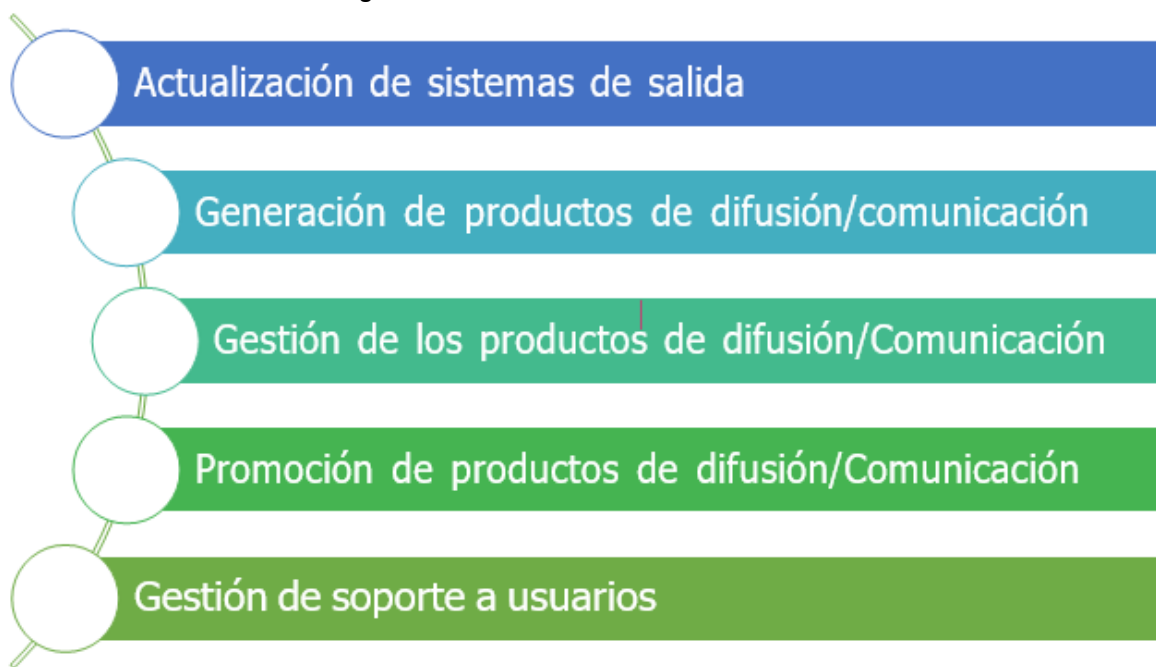 Actualización de sistemas de salida
Generación de productos de difusión/comunicación
Gestión de los productos de difusión/Comunicación
Promoción de productos de difusión/Comunicación
Gestión de soporte a usuarios